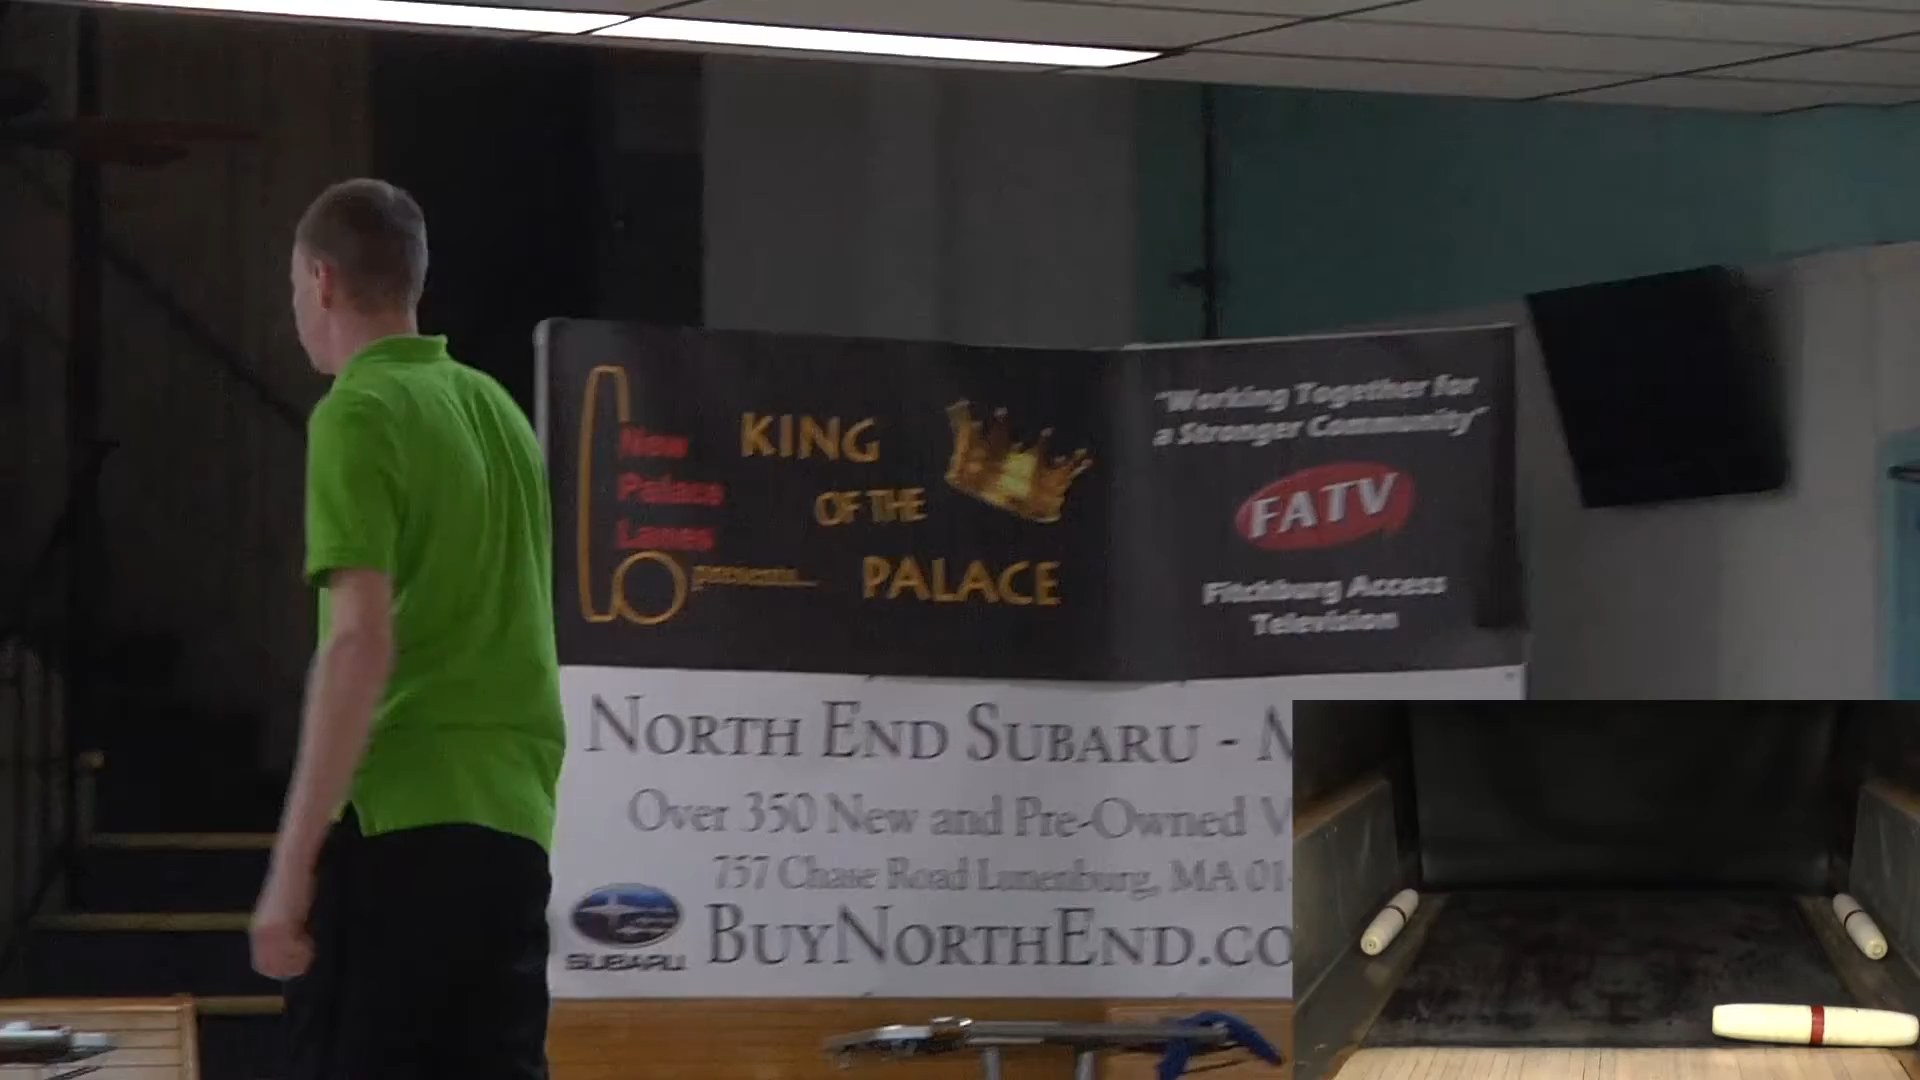 New
Palace
Lanes
presents...
KING
OF THE
PALACE
"Working Together for
a Stronger Community"
FATV
Fitchburg Access
Television
NORTH END SUBARU -
Over 350 New and Pre-Owned
757 Chase Road Lunenburg, MA 01
SUBARU
BUYNORTHEND.CO